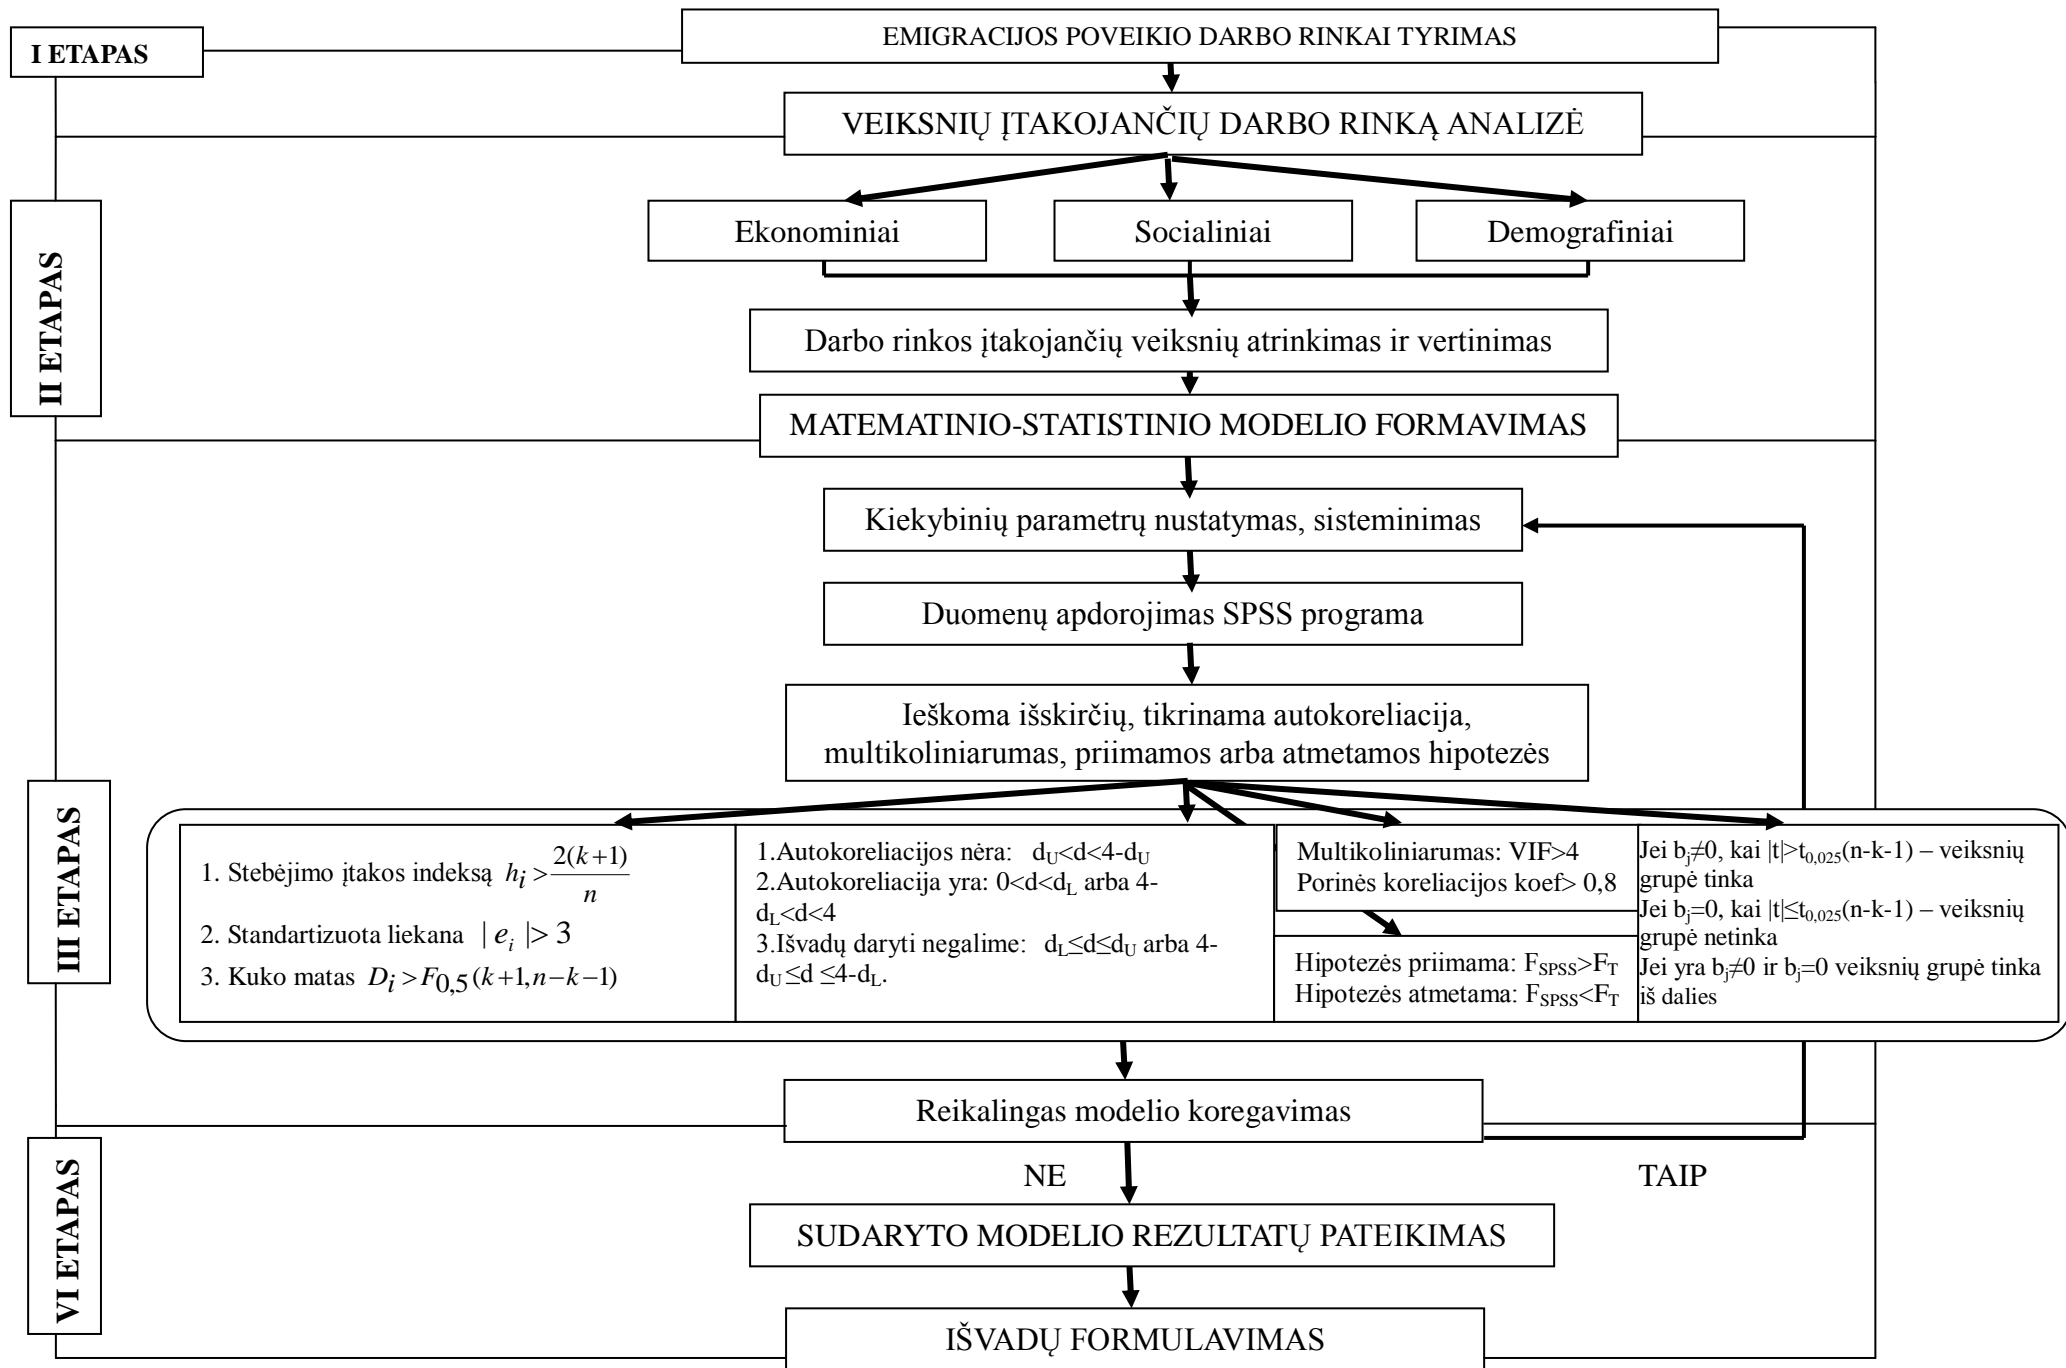 I ETAPAS
EMIGRACIJOS POVEIKIO DARBO RINKAI TYRIMAS
VEIKSNIŲ ĮTAKOJANČIŲ DARBO RINKĄ ANALIZĖ
II ETAPAS
Ekonominiai
Socialiniai
Demografiniai
Darbo rinkos įtakojančių veiksnių atrinkimas ir vertinimas
MATEMATINIO-STATISTINIO MODELIO FORMAVIMAS
Kiekybinių parametrų nustatymas, sisteminimas
Duomenų apdorojimas SPSS programa
Ieškoma išskirčių, tikrinama autokoreliacija,
multikoliniarumas, priimamos arba atmetamos hipotezės
III ETAPAS
1. Stebėjimo įtakos indeksą h_i > 2(k+1)/n
2. Standartizuota liekana | e_i |> 3
3. Kuko matas D_i > F_0,5 (k+1, n−k−1)
1.Autokoreliacijos nėra: d_U<d<4-d_U
2.Autokoreliacija yra: 0<d<d_L arba 4-
d_L<d<4
3.Išvadų daryti negalime: d_L≤d≤d_U arba 4-
d_U≤d ≤4-d_L.
Multikoliniarumas: VIF>4
Porinės koreliacijos koef> 0,8
Hipotezės priimama: F_SPSS>F_T
Hipotezės atmetama: F_SPSS<F_T
Jei b_j≠0, kai |t|>t_0,025(n-k-1) – veiksnių
grupė tinka
Jei b_j=0, kai |t|≤t_0,025(n-k-1) – veiksnių
grupė netinka
Jei yra b_j≠0 ir b_j=0 veiksnių grupė tinka
iš dalies
Reikalingas modelio koregavimas
NE
TAIP
VI ETAPAS
SUDARYTO MODELIO REZULTATŲ PATEIKIMAS
IŠVADŲ FORMULAVIMAS